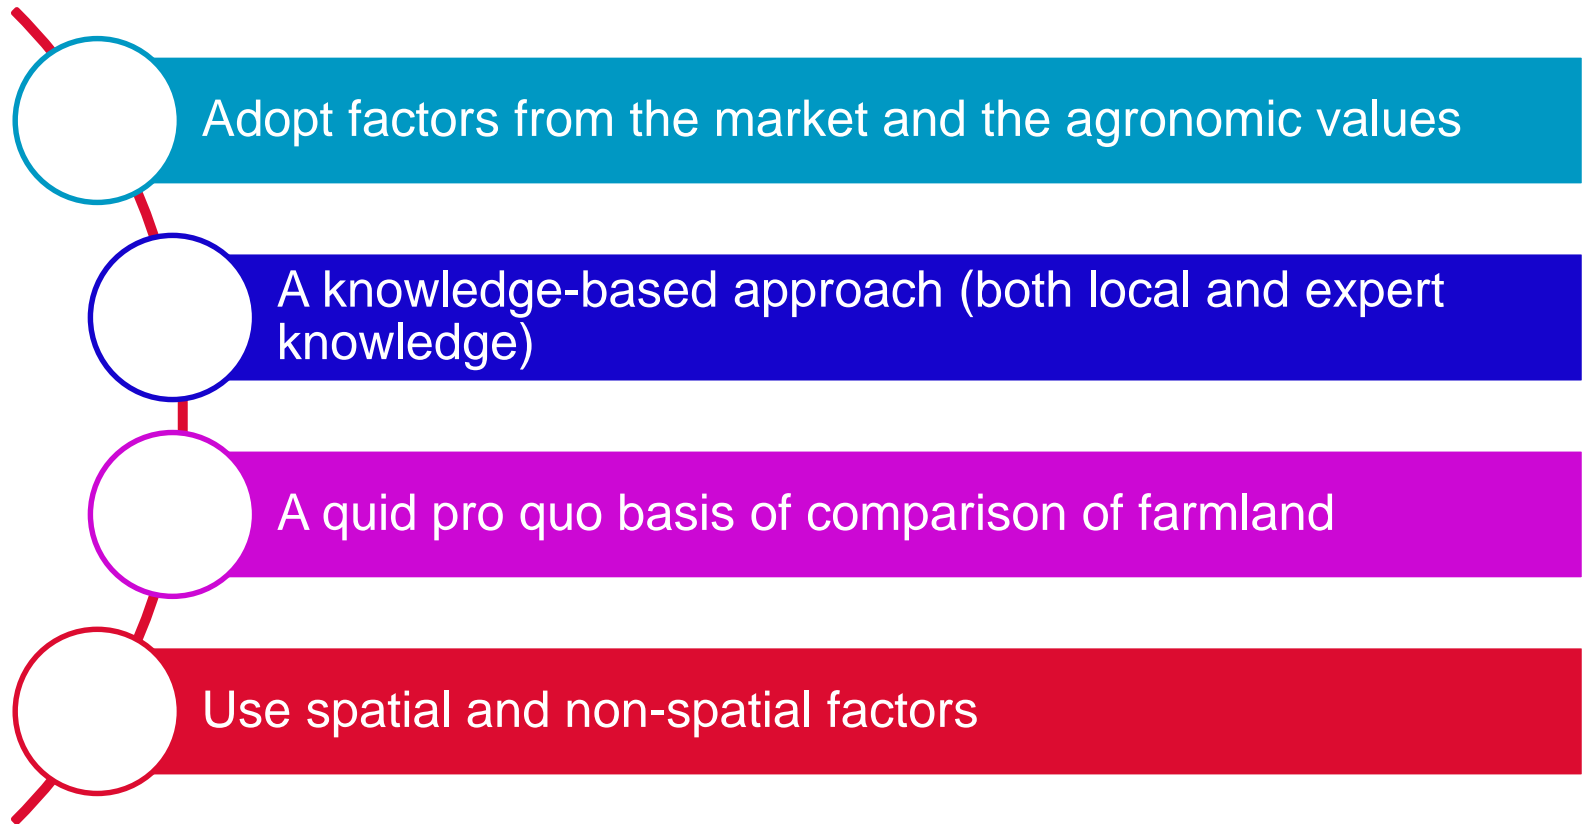 Adopt factors from the market and the agronomic values
A knowledge-based approach (both local and expert
knowledge)
A quid pro quo basis of comparison of farmland
Use spatial and non-spatial factors